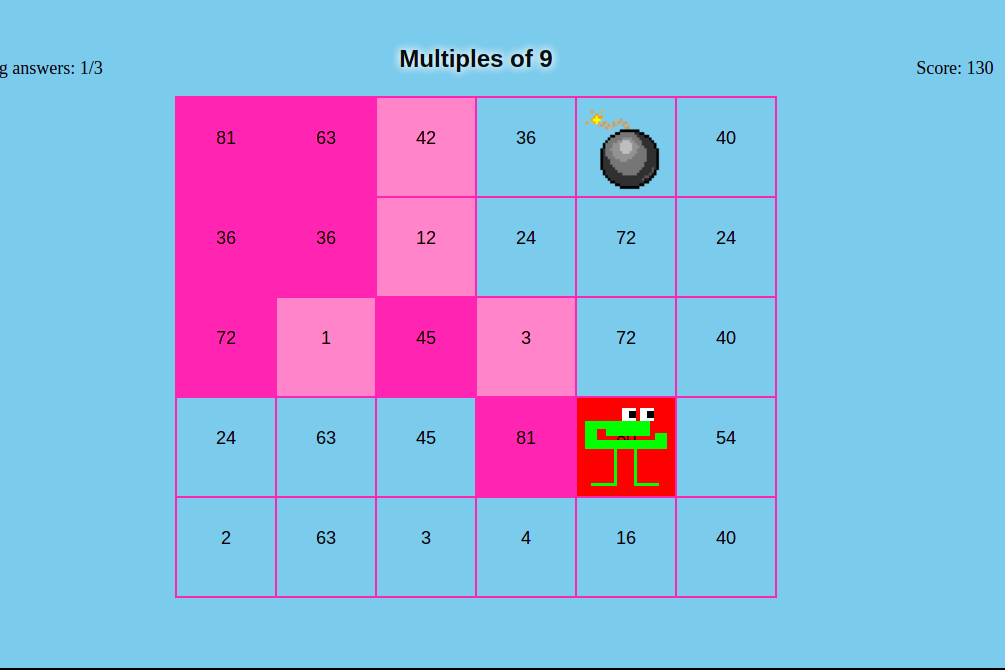 Multiples of 9
g answers: 1/3
Score: 130
81 63 42 36 40
36 36 12 24 72 24
72 1 45 3 72 40
24 63 45 81 54
2 63 3 4 16 40